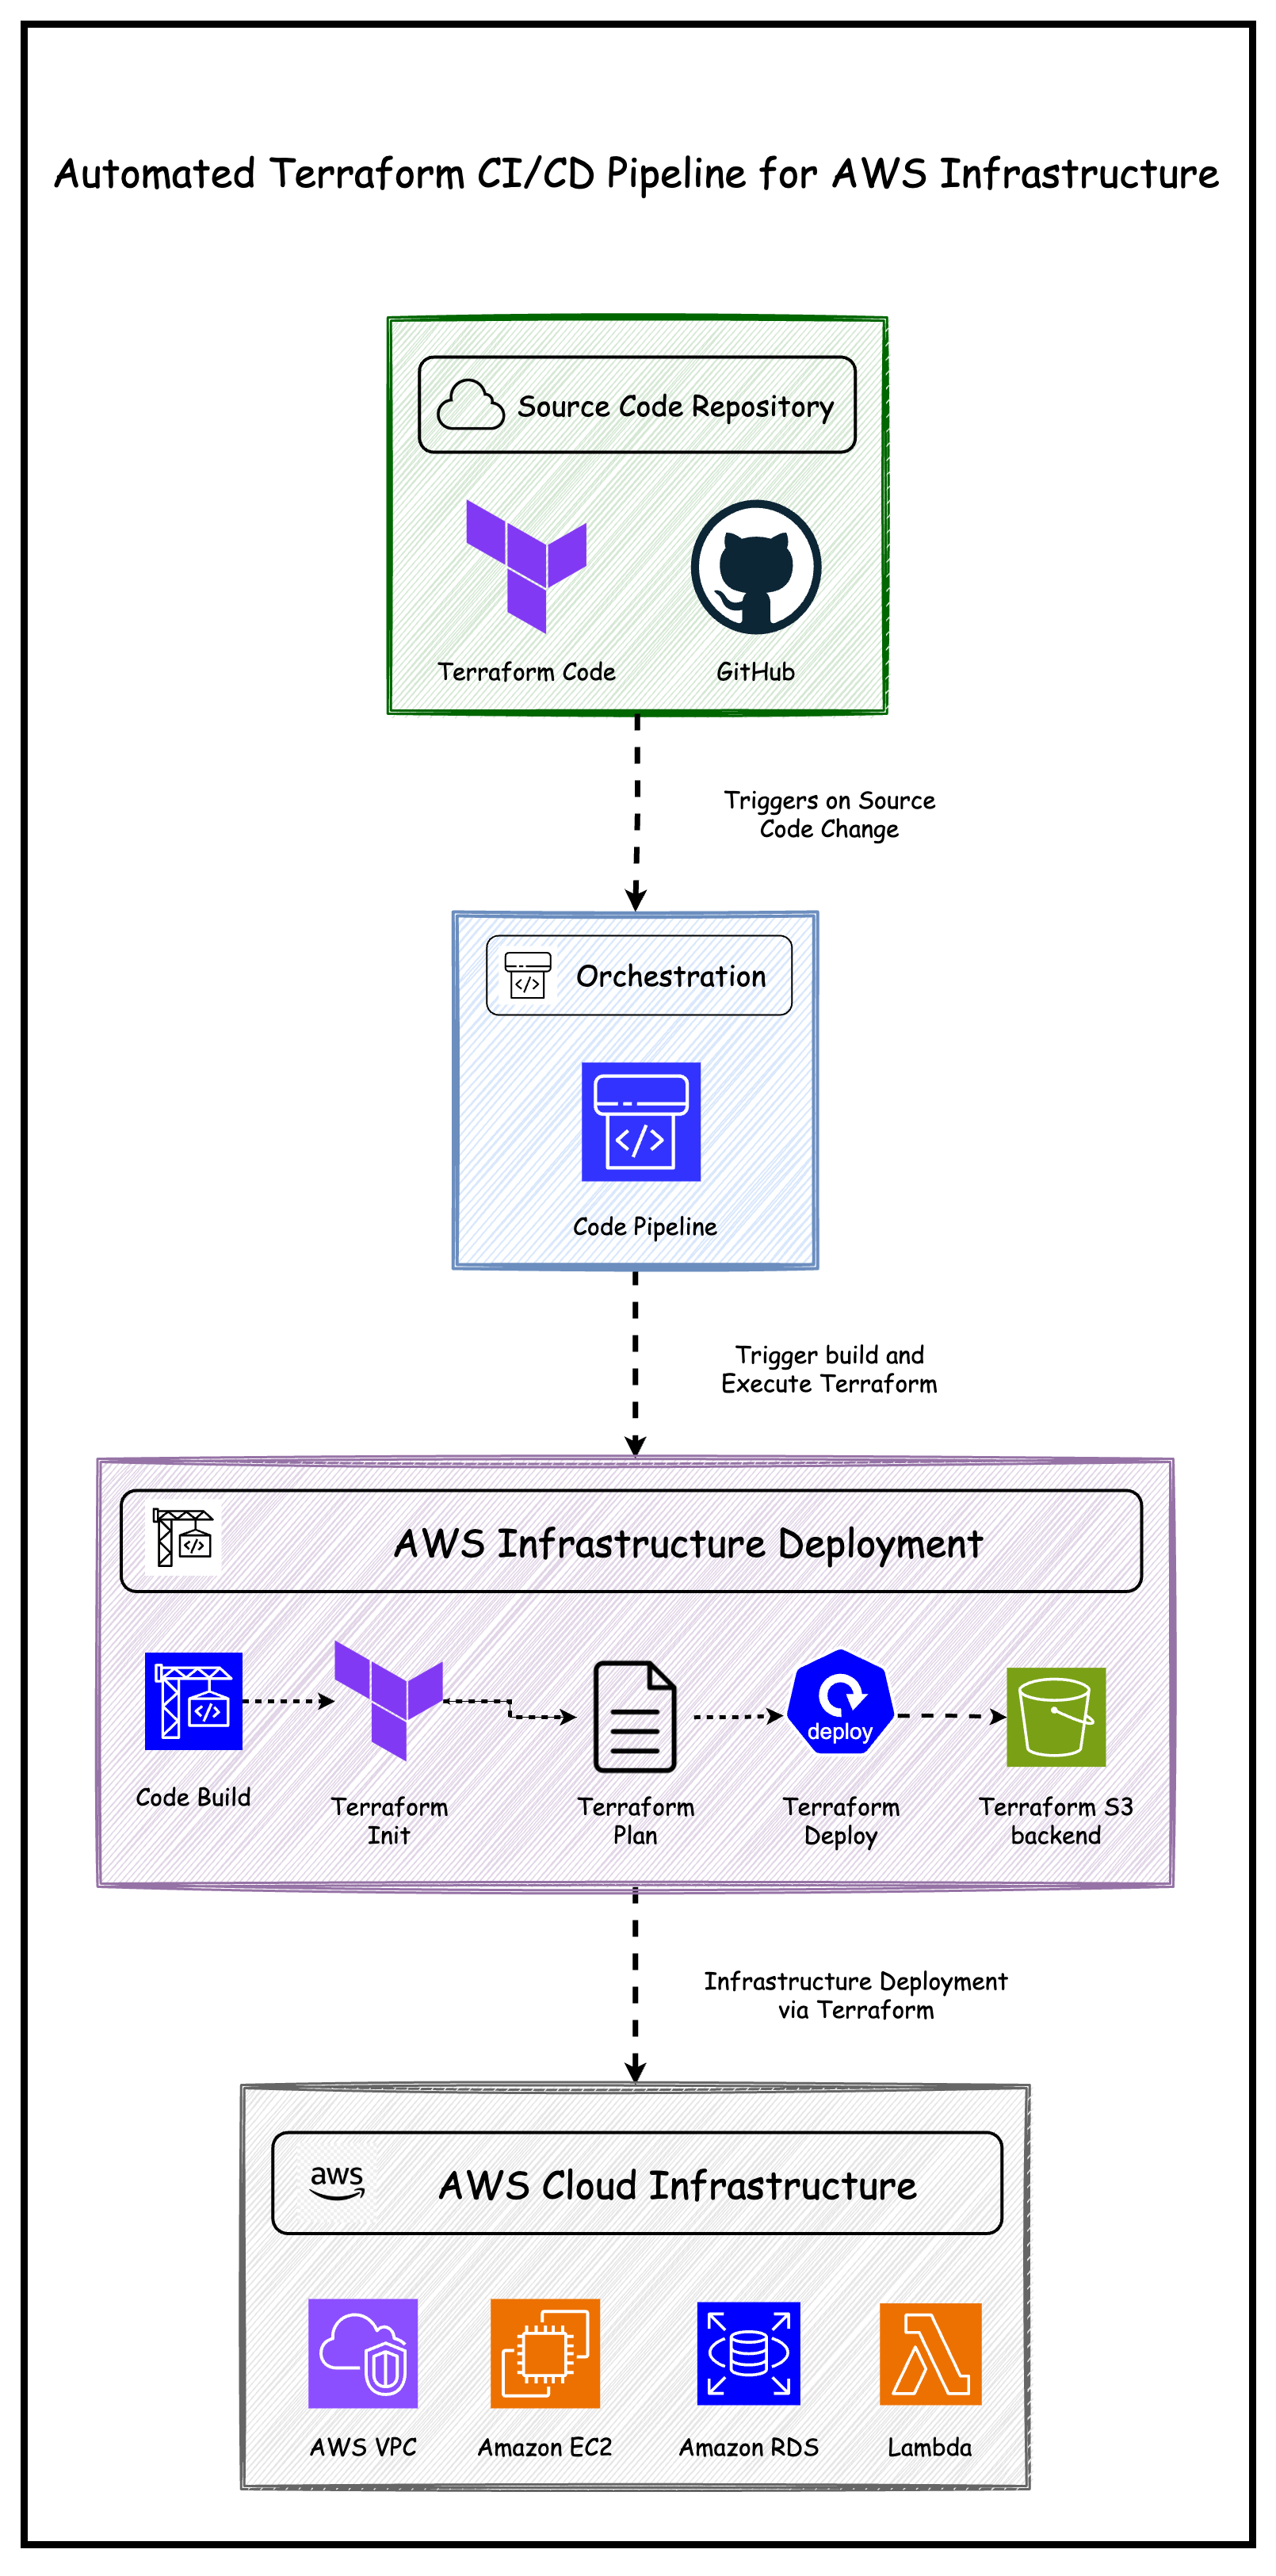 Automated Terraform CI/CD Pipeline for AWS Infrastructure
Source Code Repository
Terraform Code
GitHub
Triggers on Source
Code Change
Orchestration
</>
</>
Code Pipeline
Trigger build and
Execute Terraform
</>
AWS Infrastructure Deployment
</>
deploy
Code Build
Terraform
Init
Terraform
Plan
Terraform
Deploy
Terraform S3
backend
Infrastructure Deployment
via Terraform
aws
AWS Cloud Infrastructure
AWS VPC
Amazon EC2
Amazon RDS
Lambda